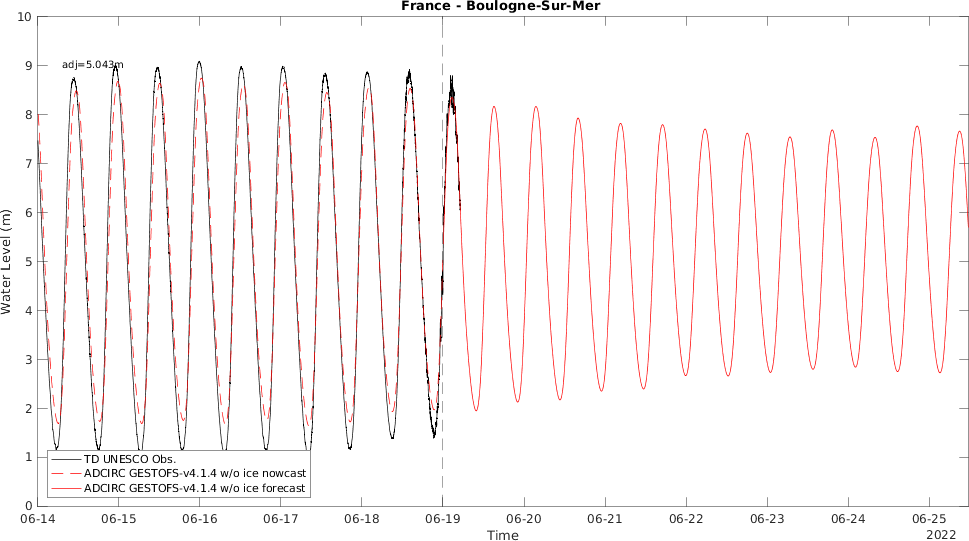 France - Boulogne-Sur-Mer
10
9
8
7
6
5
4
3
2
1
0
Water Level (m)
adj=5.043m
TD UNESCO Obs.
ADCIRC GESTOFS-v4.1.4 w/o ice nowcast
ADCIRC GESTOFS-v4.1.4 w/o ice forecast
06-14 06-15 06-16 06-17 06-18 06-19 06-20 06-21 06-22 06-23 06-24 06-25
Time
2022